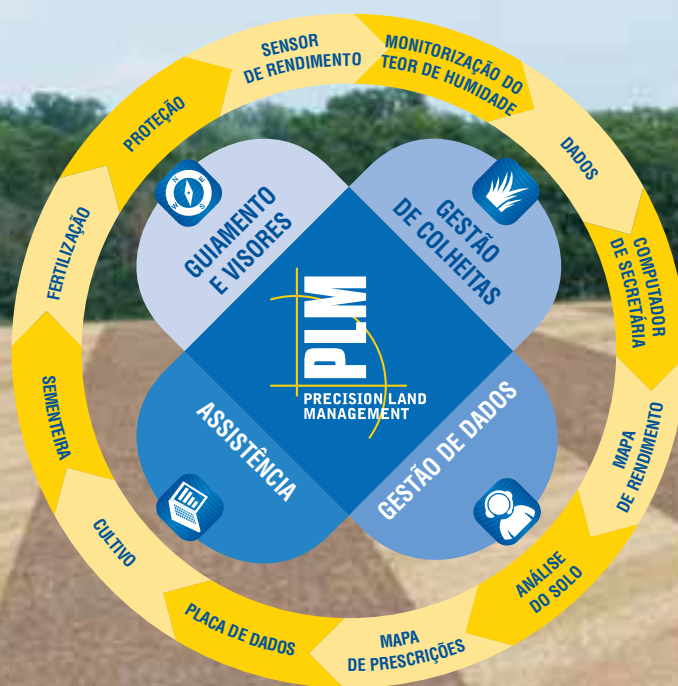 SENSOR
DE RENDIMENTO
MONITORIZAÇÃO DO
TEOR DE HUMIDADE
DADOS
COMPUTADOR
DE SECRETÁRIA
MAPA
DE RENDIMENTO
ANÁLISE
DO SOLO
MAPA
DE PRESCRIÇÕES
PLACA DE DADOS
CULTIVO
SEMENTEIRA
FERTILIZAÇÃO
PROTEÇÃO
N
E
S
W
GUIAMENTO
E VISORES
GESTÃO
DE COLHEITAS
PLM
PRECISION LAND
MANAGEMENT
ASSISTÊNCIA
GESTÃO DE DADOS